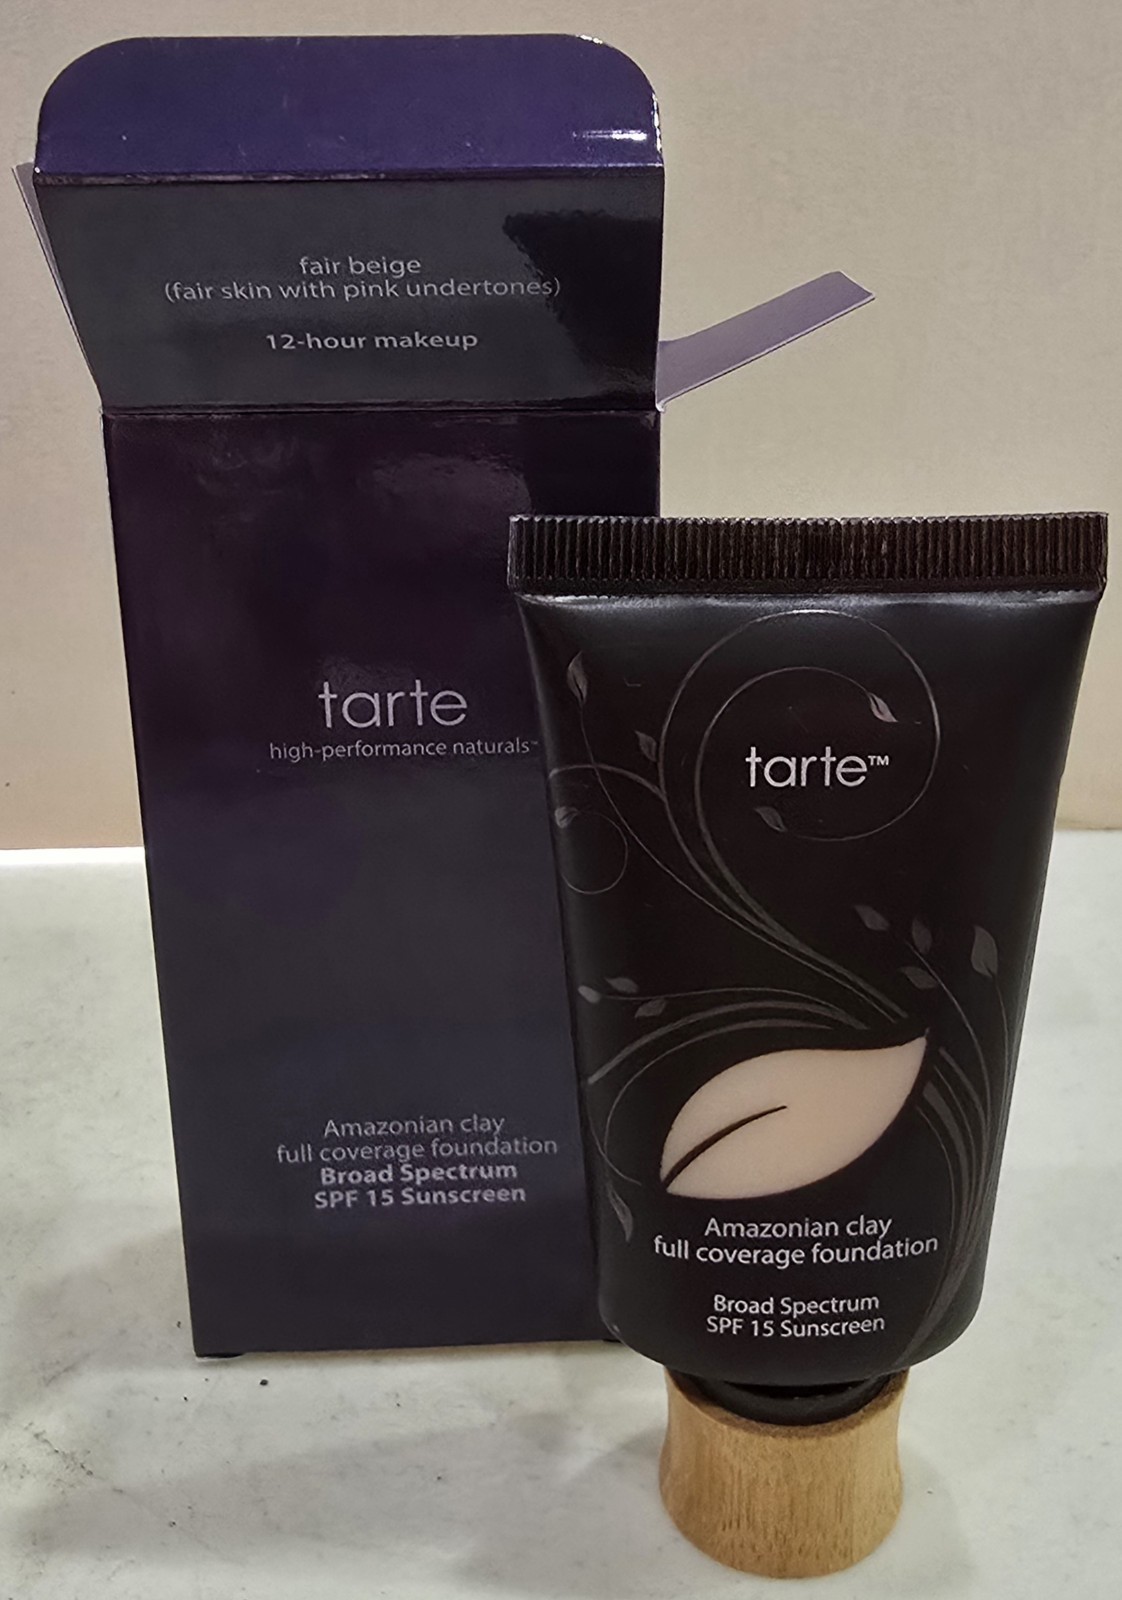 fair beige
(fair skin with pink undertones)
12-hour makeup
tarte
high-performance naturals™
Amazonian clay
full coverage foundation
Broad Spectrum
SPF 15 Sunscreen
tarte™
Amazonian clay
full coverage foundation
Broad Spectrum
SPF 15 Sunscreen